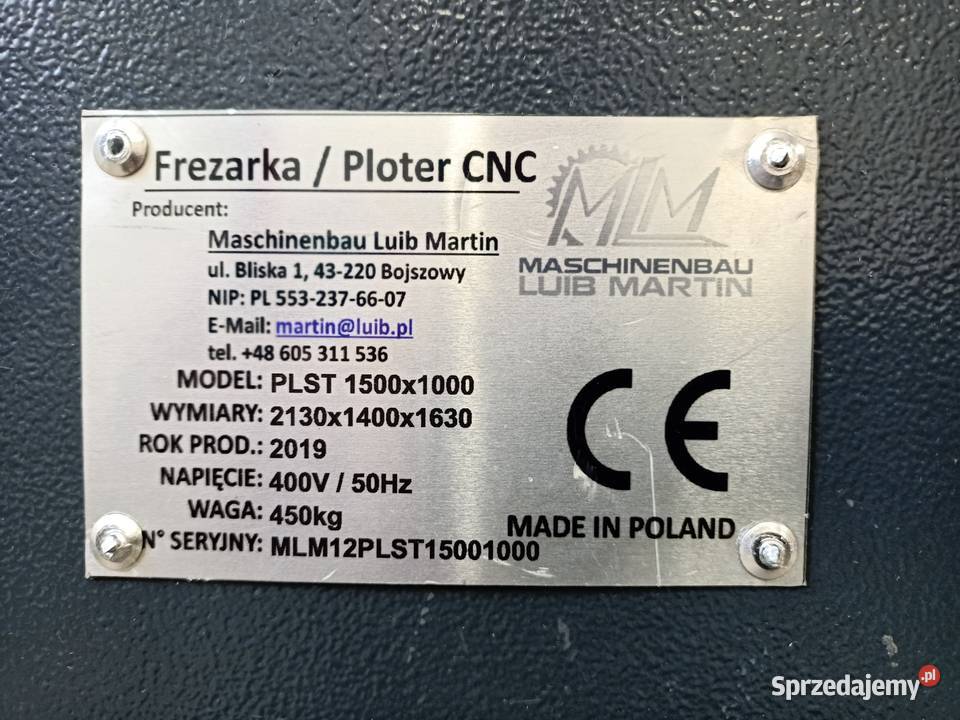 Frezarka / Ploter CNC
Producent:
Maschinenbau Luib Martin
ul. Bliska 1, 43-220 Bojszowy
NIP: PL 553-237-66-07
E-Mail: martin@luib.pl
tel. +48 605 311 536
MLM
MASCHINENBAU
LUIB MARTIN
MODEL: PLST 1500x1000
WYMIARY: 2130x1400x1630
ROK PROD.: 2019
NAPIĘCIE: 400V / 50Hz
WAGA: 450kg
N° SERYJNY: MLM12PLST15001000
CE
MADE IN POLAND
Sprzedajemy.pl